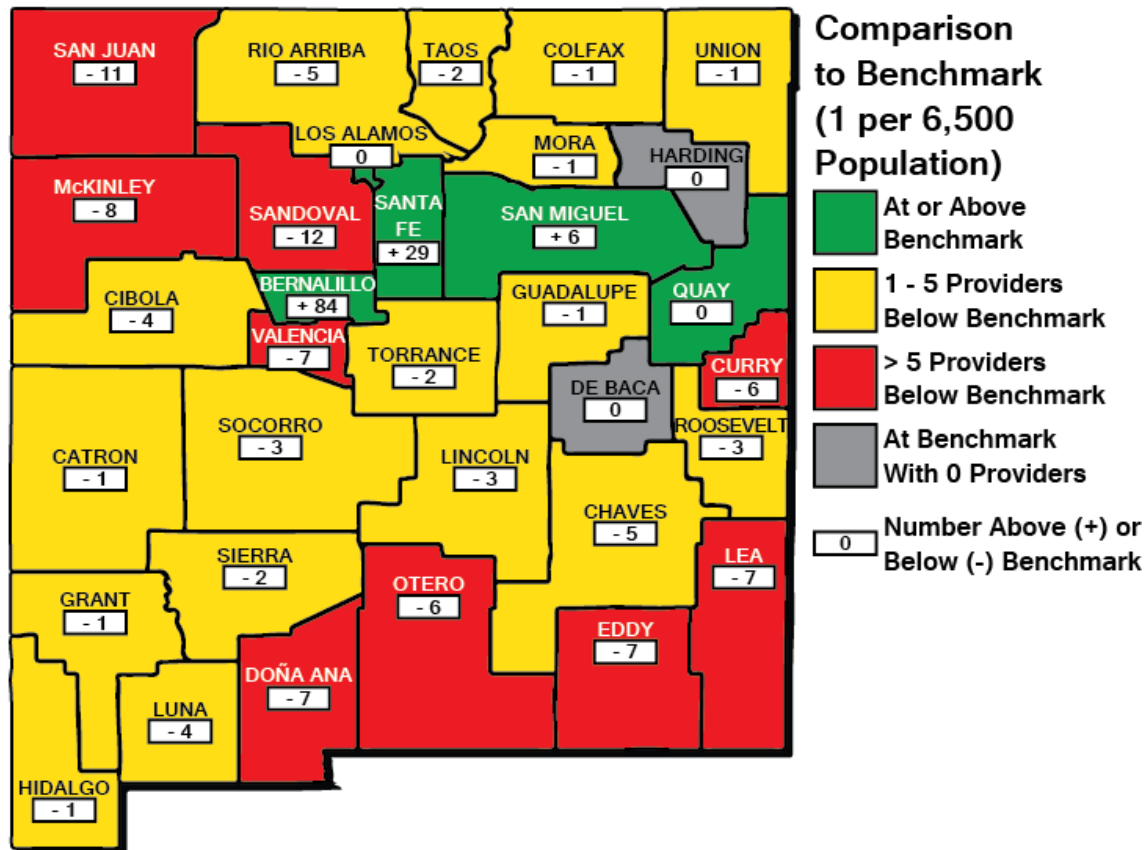 SAN JUAN
- 11
RIO ARRIBA
- 5
TAOS
- 2
COLFAX
- 1
UNION
- 1
LOS ALAMOS
0
MORA
- 1
HARDING
0
McKINLEY
- 8
SANDOVAL
- 12
SANTA
FE
+ 29
SAN MIGUEL
+ 6
CIBOLA
- 4
BERNALILLO
+ 84
GUADALUPE
- 1
QUAY
0
VALENCIA
- 7
TORRANCE
- 2
DE BACA
0
CURRY
- 6
CATRON
- 1
SOCORRO
- 3
LINCOLN
- 3
ROOSEVELT
- 3
CHAVES
- 5
SIERRA
- 2
OTERO
- 6
LEA
- 7
GRANT
- 1
EDDY
- 7
DOÑA ANA
- 7
LUNA
- 4
HIDALGO
- 1
Comparison
to Benchmark
(1 per 6,500
Population)
At or Above
Benchmark
1 - 5 Providers
Below Benchmark
> 5 Providers
Below Benchmark
At Benchmark
With 0 Providers
0
Number Above (+) or
Below (-) Benchmark